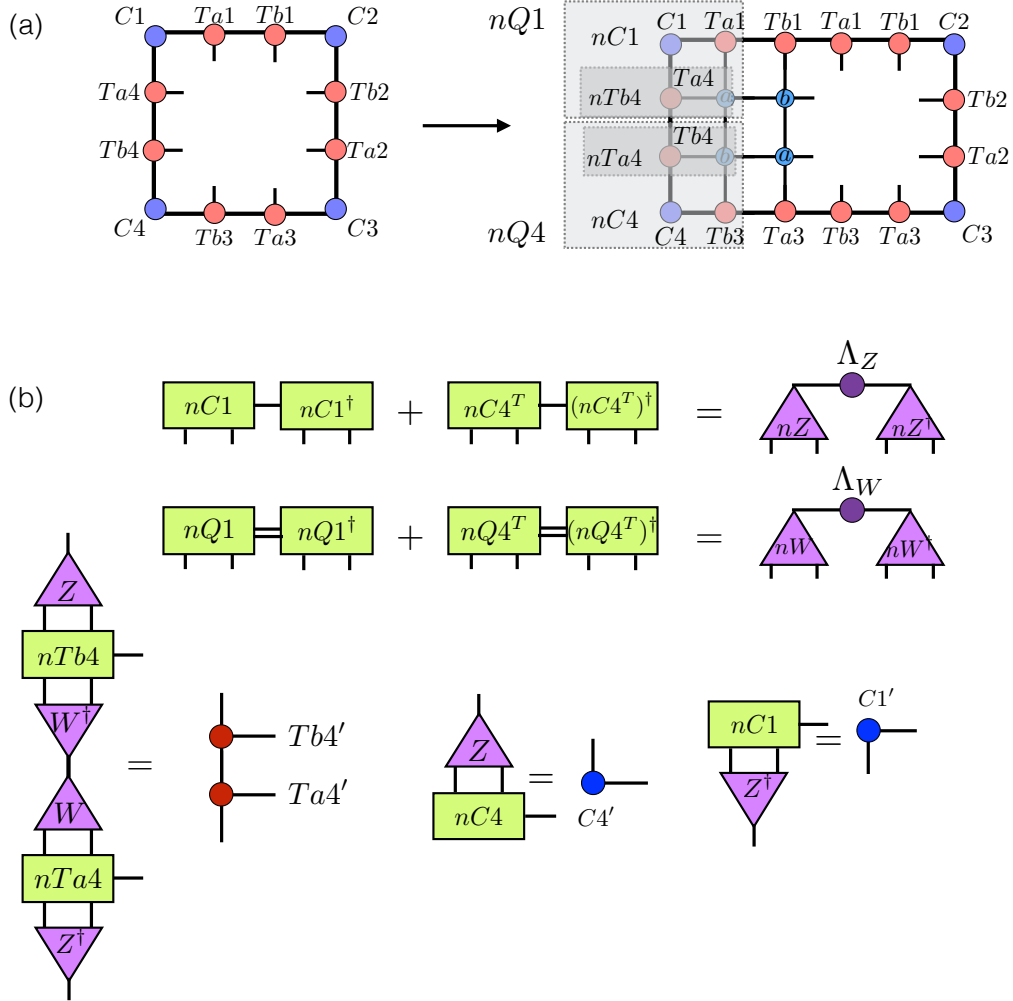 (a)
C1 Ta1 Tb1 C2
Ta4 Tb2
Tb4 Ta2
C4 Tb3 Ta3 C3
nQ1 C1 Ta1 Tb1 Ta1 Tb1 C2
nC1
Ta4
nTb4 a b Tb2
Tb4
nTa4 b a Ta2
nC4
nQ4 C4 Tb3 Ta3 Tb3 Ta3 C3
(b)
Λ_Z
nC1 nC1† + nC4^T (nC4^T)† = nZ nZ†
Λ_W
nQ1 nQ1† + nQ4^T (nQ4^T)† = nW nW†
Z
nTb4
W†
W
nTa4
Z†
=
Tb4′
Ta4′
Z
nC4
=
C4′
nC1
Z†
=
C1′